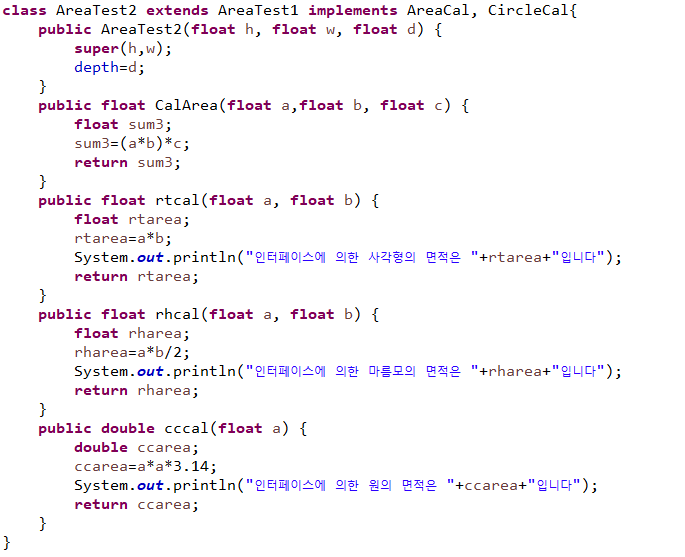 class AreaTest2 extends AreaTest1 implements AreaCal, CircleCal{
    public AreaTest2(float h, float w, float d) {
        super(h,w);
        depth=d;
    }
    public float CalArea(float a,float b, float c) {
        float sum3;
        sum3=(a*b)*c;
        return sum3;
    }
    public float rtcal(float a, float b) {
        float rtarea;
        rtarea=a*b;
        System.out.println("인터페이스에 의한 사각형의 면적은 "+rtarea+"입니다");
        return rtarea;
    }
    public float rhcal(float a, float b) {
        float rharea;
        rharea=a*b/2;
        System.out.println("인터페이스에 의한 마름모의 면적은 "+rharea+"입니다");
        return rharea;
    }
    public double cccal(float a) {
        double ccarea;
        ccarea=a*a*3.14;
        System.out.println("인터페이스에 의한 원의 면적은 "+ccarea+"입니다");
        return ccarea;
    }
}